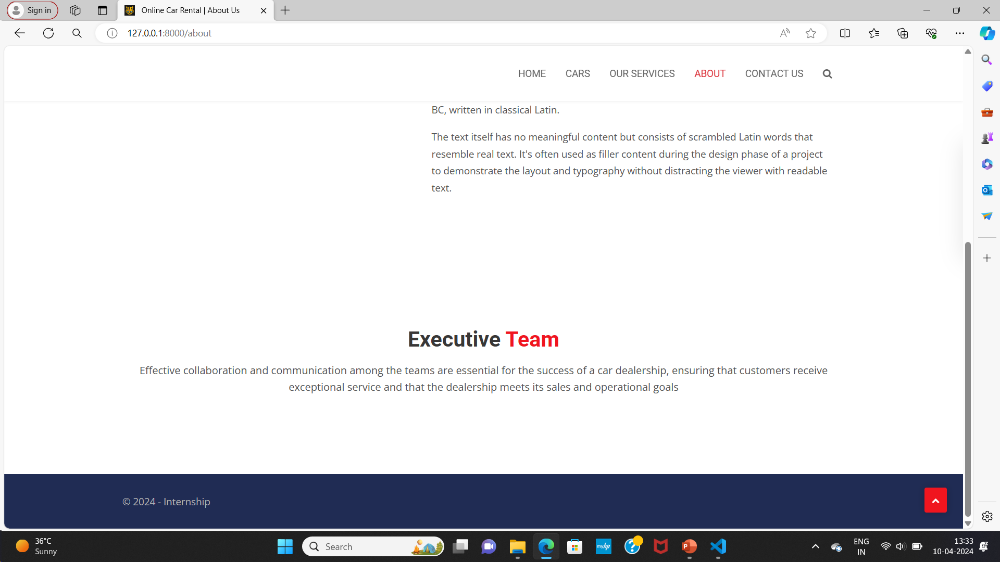 Sign in
Online Car Rental | About Us
127.0.0.1:8000/about
HOME CARS OUR SERVICES ABOUT CONTACT US
BC, written in classical Latin.
The text itself has no meaningful content but consists of scrambled Latin words that
resemble real text. It's often used as filler content during the design phase of a project
to demonstrate the layout and typography without distracting the viewer with readable
text.
Executive Team
Effective collaboration and communication among the teams are essential for the success of a car dealership, ensuring that customers receive
exceptional service and that the dealership meets its sales and operational goals
© 2024 - Internship
36°C
Sunny
Search
myhp
ENG
IN
13:33
10-04-2024